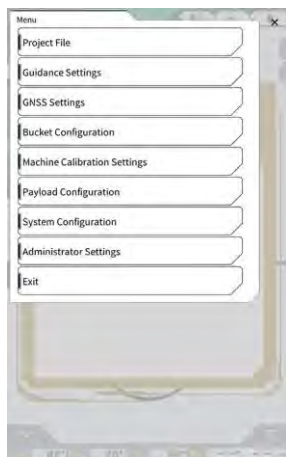 Menu
×
Project File
Guidance Settings
GNSS Settings
Bucket Configuration
Machine Calibration Settings
Payload Configuration
System Configuration
Administrator Settings
Exit